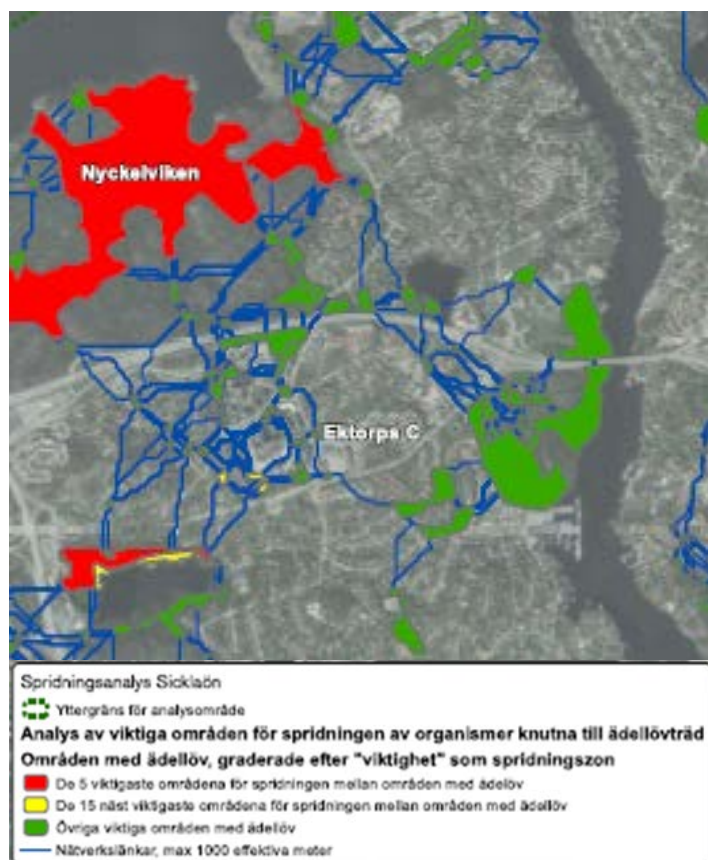 Nyckelviken
Ektorps C
Spridningsanalys Sicklaön
Yttergräns för analysområde
Analys av viktiga områden för spridningen av organismer knutna till ädellövträd
Områden med ädellöv, graderade efter "viktighet" som spridningszon
De 5 viktigaste områdena för spridningen mellan områden med ädelöv
De 15 näst viktigaste områdena för spridningen mellan områden med ädelöv
Övriga viktiga områden med ädellöv
Nätverkslänkar, max 1000 effektiva meter